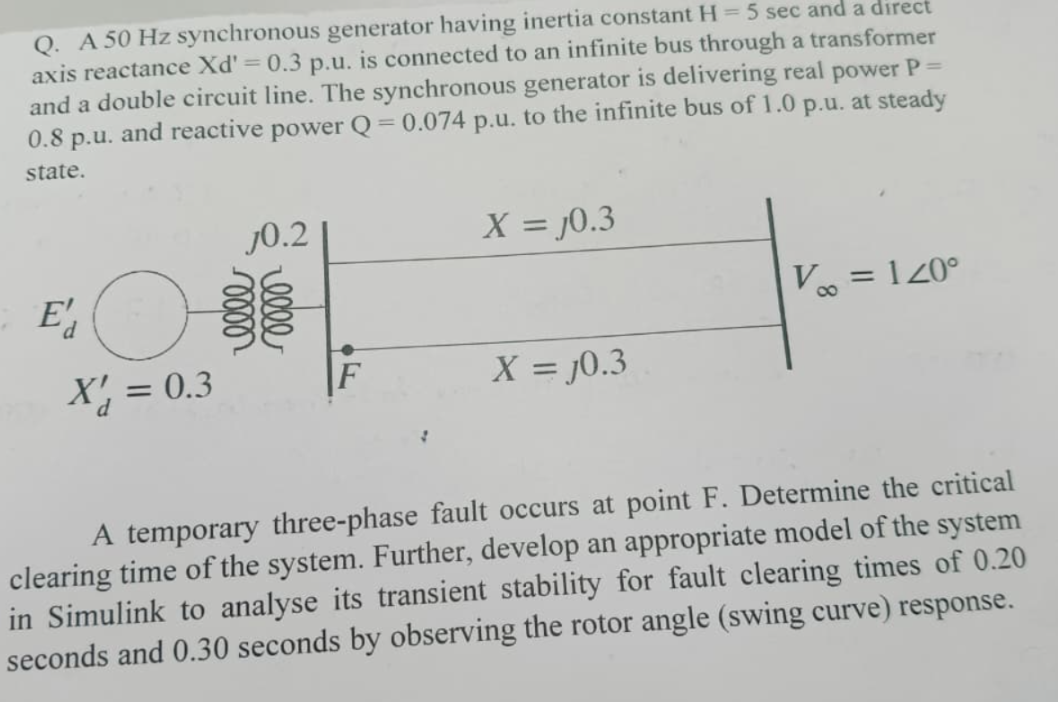 Q. A 50 Hz synchronous generator having inertia constant H = 5 sec and a direct
axis reactance Xd' = 0.3 p.u. is connected to an infinite bus through a transformer
and a double circuit line. The synchronous generator is delivering real power P =
0.8 p.u. and reactive power Q = 0.074 p.u. to the infinite bus of 1.0 p.u. at steady
state.
ȷ0.2
X = ȷ0.3
E'd
V∞ = 1∠0°
F
X = ȷ0.3
X'd = 0.3
A temporary three-phase fault occurs at point F. Determine the critical
clearing time of the system. Further, develop an appropriate model of the system
in Simulink to analyse its transient stability for fault clearing times of 0.20
seconds and 0.30 seconds by observing the rotor angle (swing curve) response.